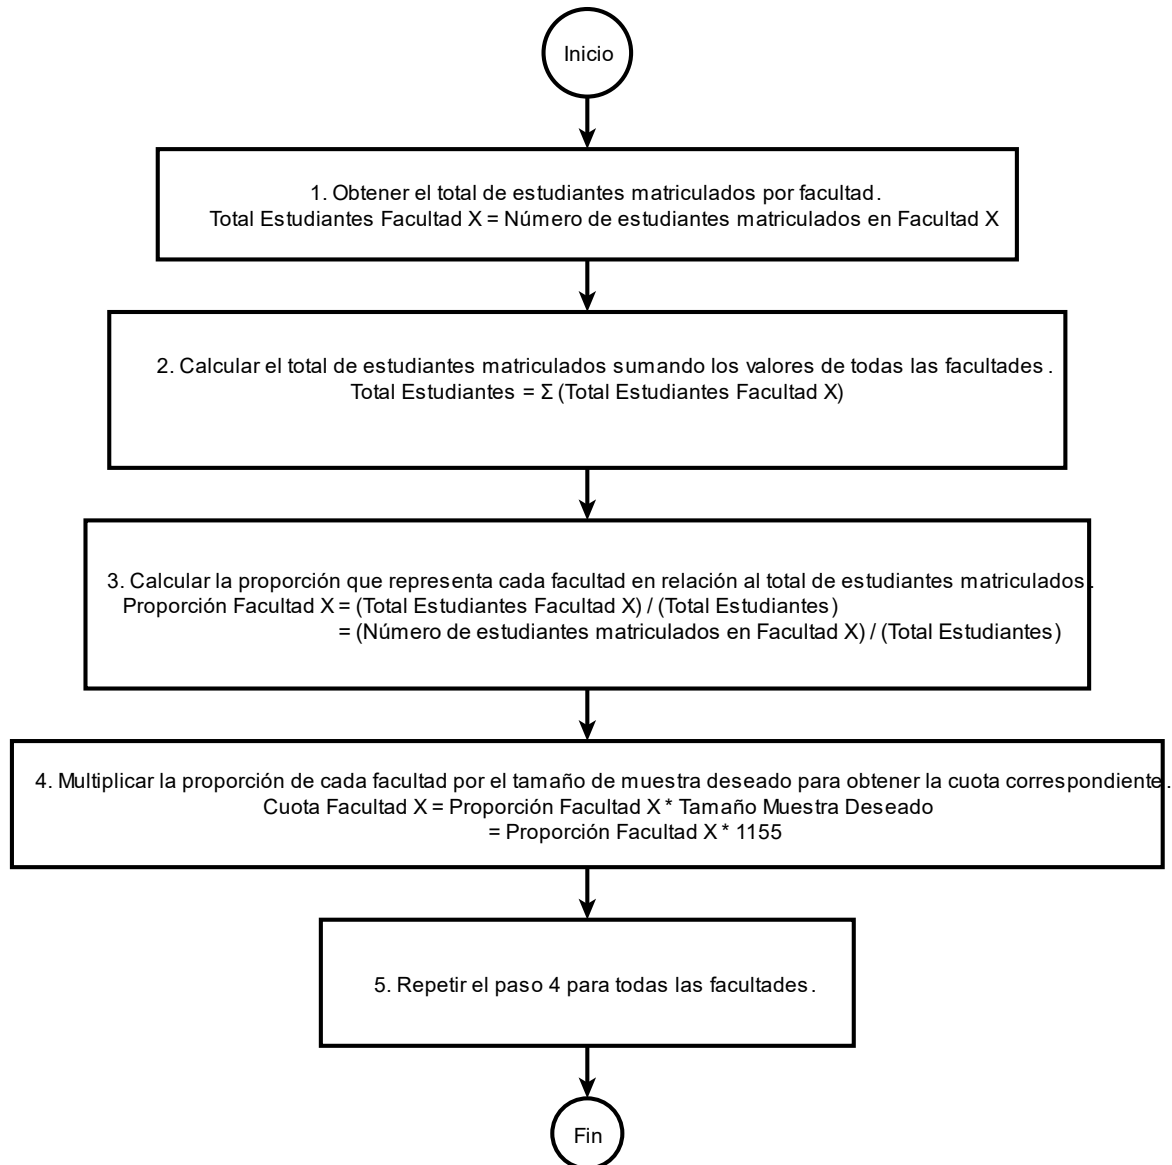 Inicio
1. Obtener el total de estudiantes matriculados por facultad.
Total Estudiantes Facultad X = Número de estudiantes matriculados en Facultad X
2. Calcular el total de estudiantes matriculados sumando los valores de todas las facultades.
Total Estudiantes = Σ (Total Estudiantes Facultad X)
3. Calcular la proporción que representa cada facultad en relación al total de estudiantes matriculados.
Proporción Facultad X = (Total Estudiantes Facultad X) / (Total Estudiantes)
= (Número de estudiantes matriculados en Facultad X) / (Total Estudiantes)
4. Multiplicar la proporción de cada facultad por el tamaño de muestra deseado para obtener la cuota correspondiente.
Cuota Facultad X = Proporción Facultad X * Tamaño Muestra Deseado
= Proporción Facultad X * 1155
5. Repetir el paso 4 para todas las facultades.
Fin